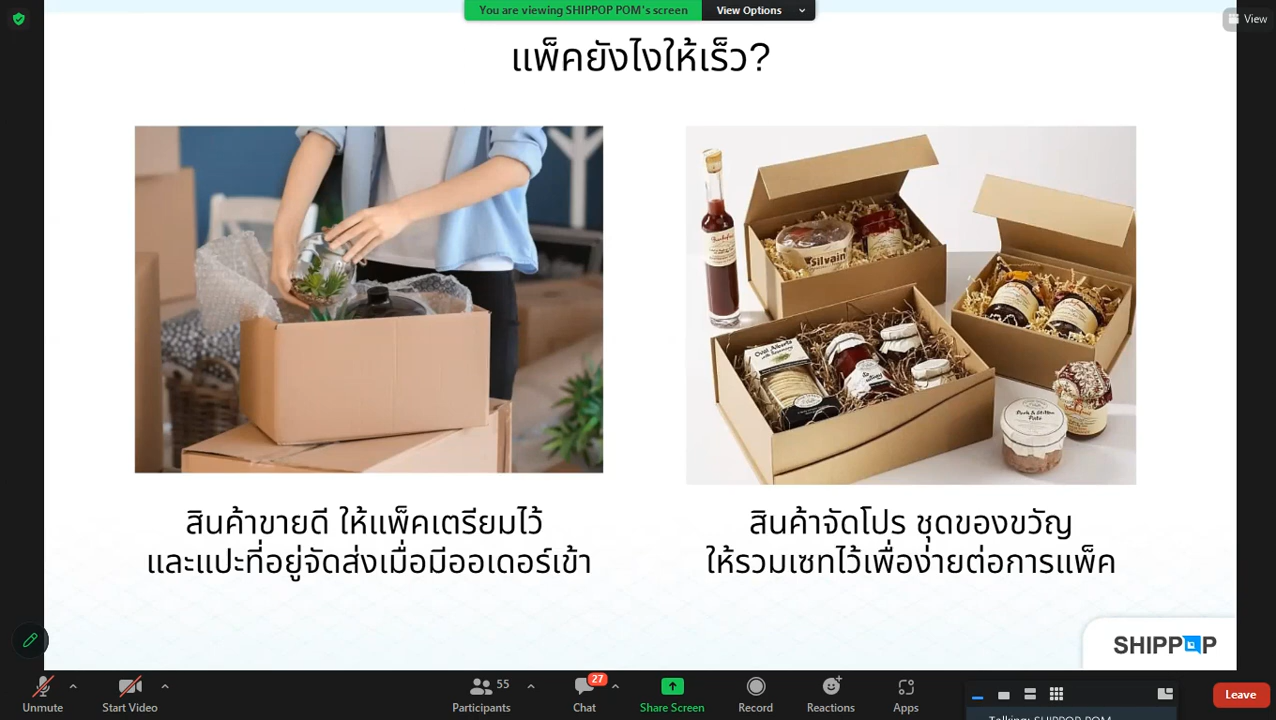 You are viewing SHIPPOP POM's screen
View Options
View
แพ็คยังไงให้เร็ว?
Silvain
Oval Alberts
สินค้าขายดี ให้แพ็คเตรียมไว้
และแปะที่อยู่จัดส่งเมื่อมีออเดอร์เข้า
สินค้าจัดโปร ชุดของขวัญ
ให้รวมเซทไว้เพื่อง่ายต่อการแพ็ค
SHIPPOP
Unmute
Start Video
55
Participants
27
Chat
Share Screen
Record
Reactions
Apps
Talking: SHIPPOP POM
Leave